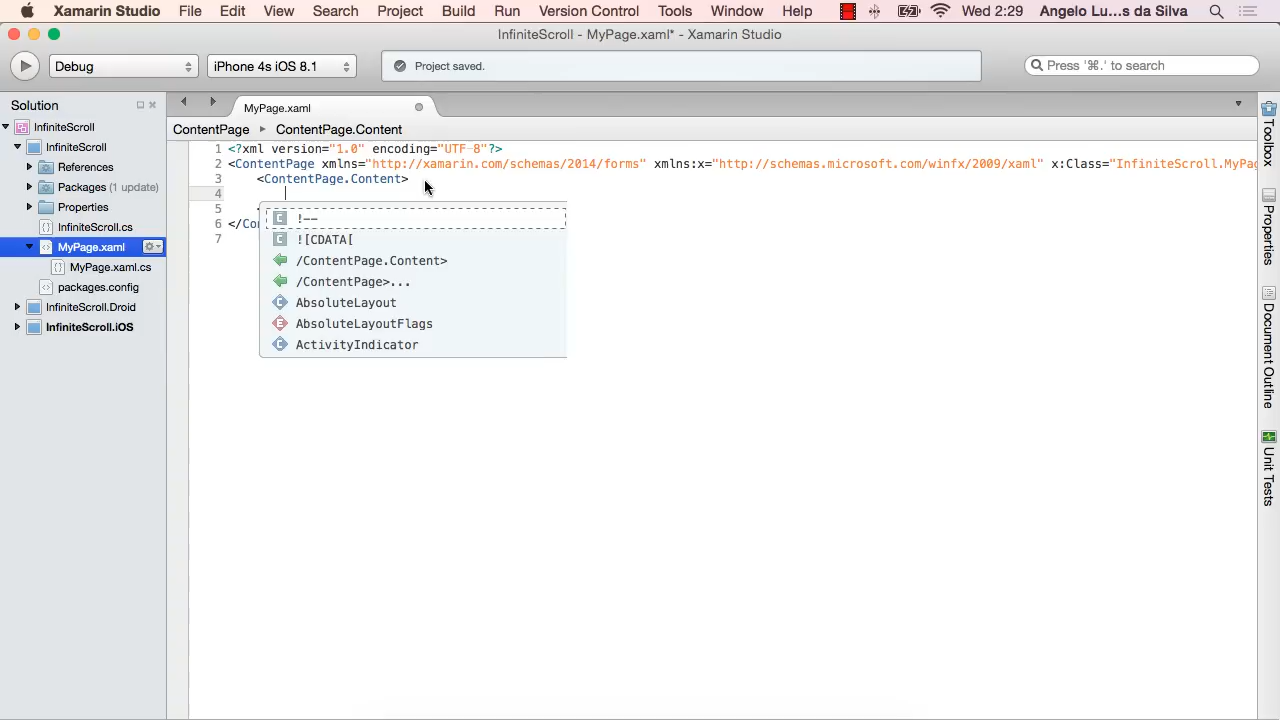 Xamarin Studio File Edit View Search Project Build Run Version Control Tools Window Help Wed 2:29 Angelo Lu...s da Silva
InfiniteScroll - MyPage.xaml* - Xamarin Studio
Debug iPhone 4s iOS 8.1 Project saved. Press '⌘.' to search
Solution
InfiniteScroll
InfiniteScroll
References
Packages (1 update)
Properties
InfiniteScroll.cs
MyPage.xaml
MyPage.xaml.cs
packages.config
InfiniteScroll.Droid
InfiniteScroll.iOS
MyPage.xaml
ContentPage ▸ ContentPage.Content
1 <?xml version="1.0" encoding="UTF-8"?>
2 <ContentPage xmlns="http://xamarin.com/schemas/2014/forms" xmlns:x="http://schemas.microsoft.com/winfx/2009/xaml" x:Class="InfiniteScroll.MyPag
3 <ContentPage.Content>
4
5 <
6 </Co
7
!--
![CDATA[
/ContentPage.Content>
/ContentPage>...
AbsoluteLayout
AbsoluteLayoutFlags
ActivityIndicator
Toolbox
Properties
Document Outline
Unit Tests